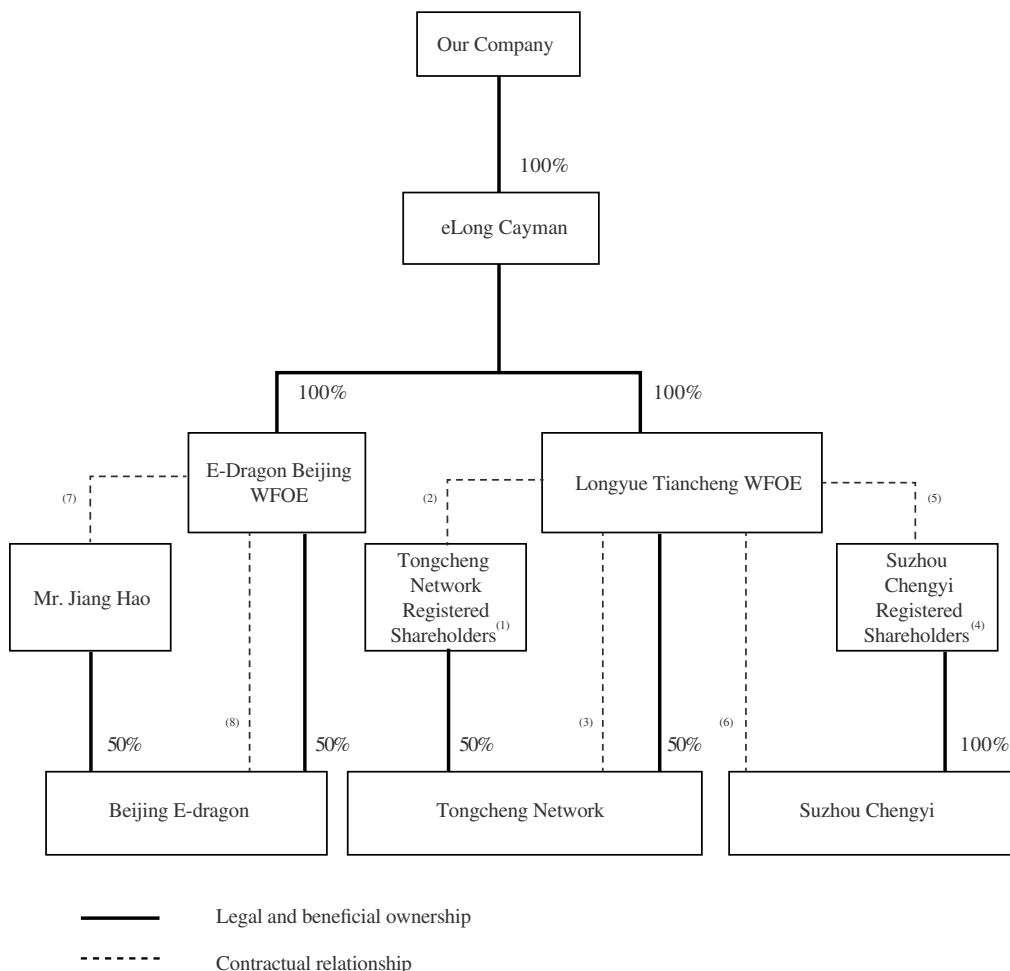 Our Company
100%
eLong Cayman
100%
100%
E-Dragon Beijing
WFOE
Longyue Tiancheng WFOE
(7)
(2)
(5)
Mr. Jiang Hao
Tongcheng
Network
Registered
Shareholders(1)
Suzhou
Chengyi
Registered
Shareholders(4)
(8)
(3)
(6)
50%
50%
50%
50%
100%
Beijing E-dragon
Tongcheng Network
Suzhou Chengyi
Legal and beneficial ownership
Contractual relationship